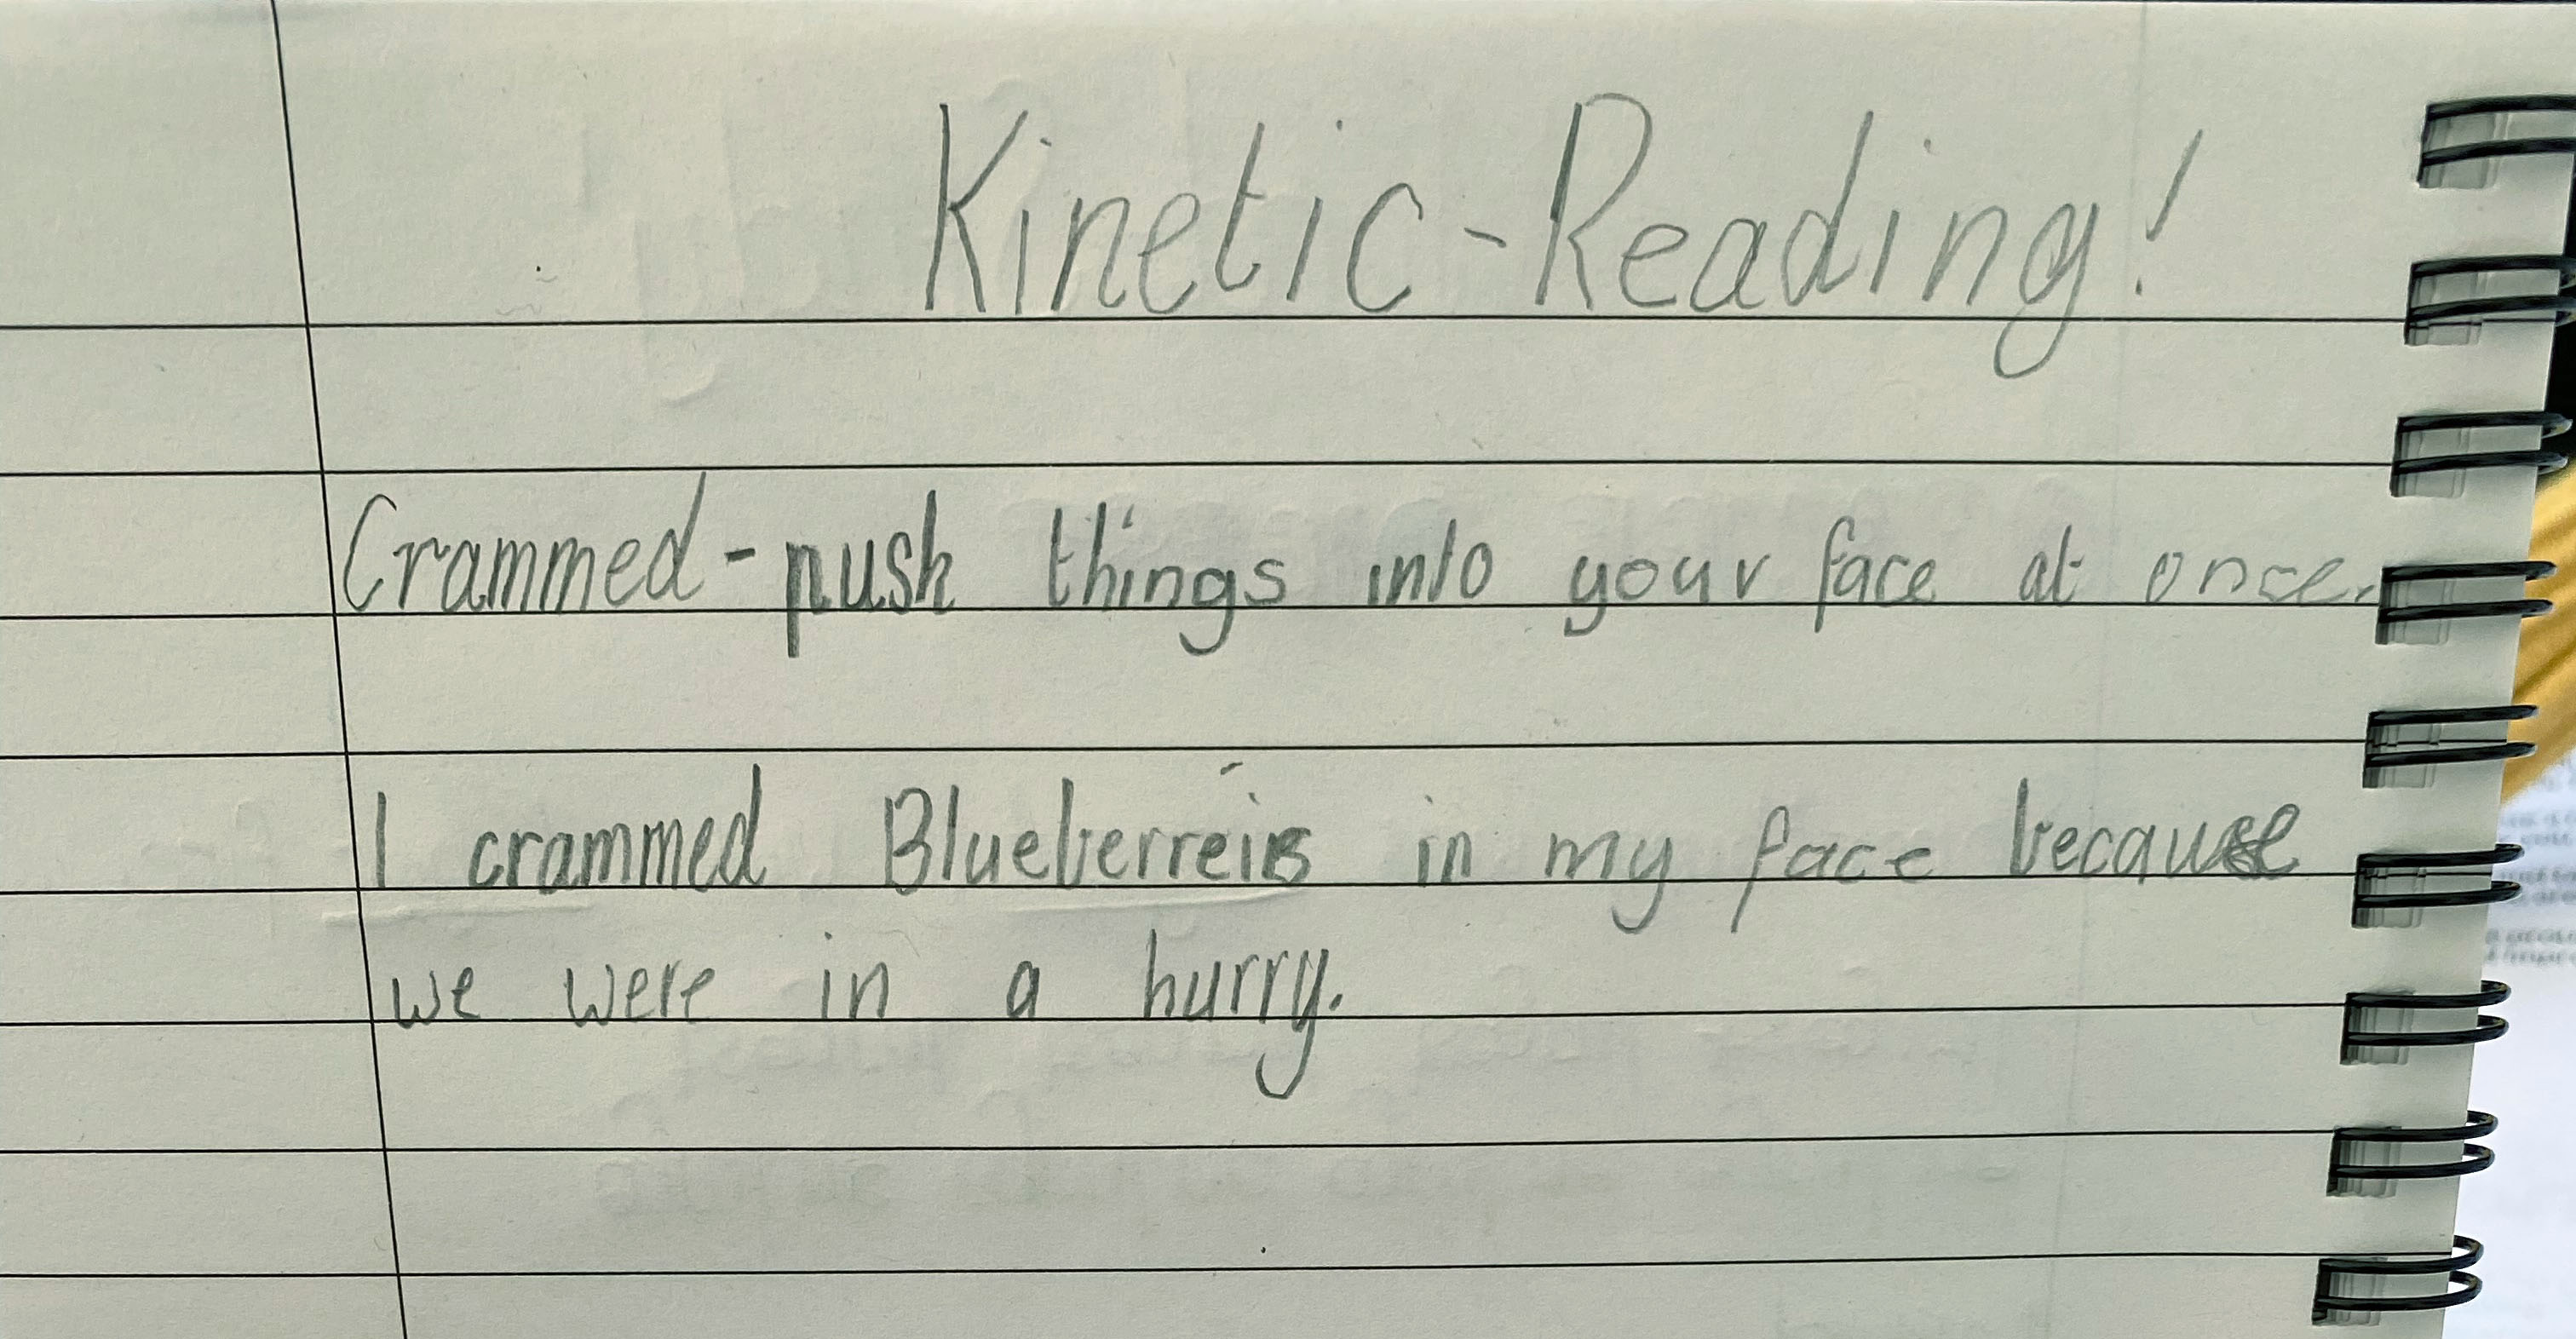 Kinetic-Reading!
Crammed-push things into your face at once.
I crammed Blueberreis in my face because
we were in a hurry.